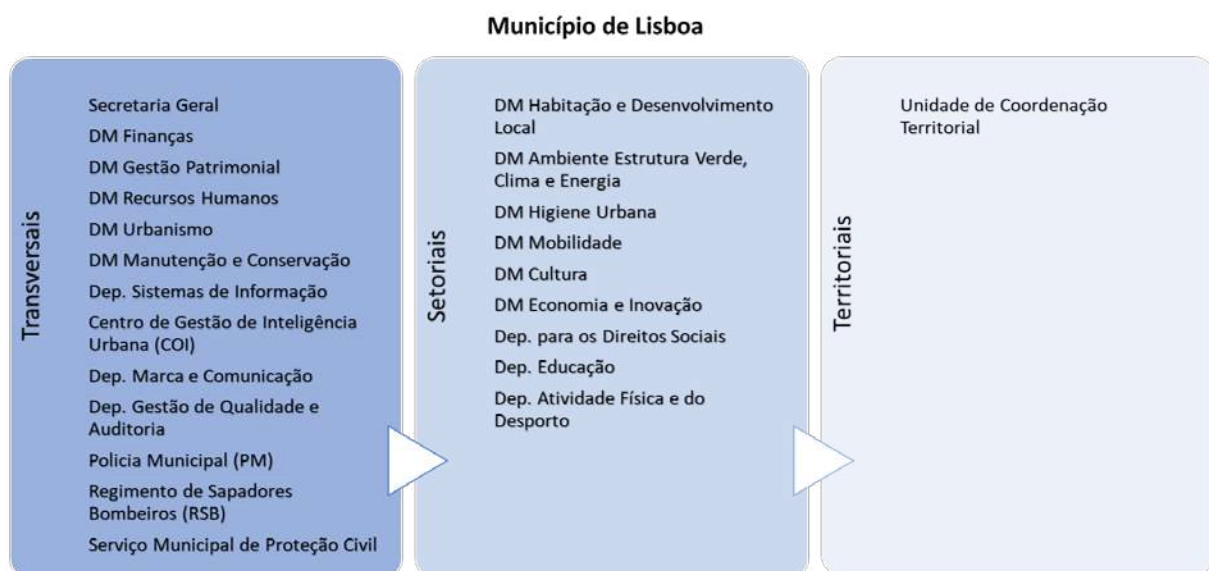 Município de Lisboa
Transversais
Secretaria Geral
DM Finanças
DM Gestão Patrimonial
DM Recursos Humanos
DM Urbanismo
DM Manutenção e Conservação
Dep. Sistemas de Informação
Centro de Gestão de Inteligência
Urbana (COI)
Dep. Marca e Comunicação
Dep. Gestão de Qualidade e
Auditoria
Policia Municipal (PM)
Regimento de Sapadores
Bombeiros (RSB)
Serviço Municipal de Proteção Civil
Setoriais
DM Habitação e Desenvolvimento
Local
DM Ambiente Estrutura Verde,
Clima e Energia
DM Higiene Urbana
DM Mobilidade
DM Cultura
DM Economia e Inovação
Dep. para os Direitos Sociais
Dep. Educação
Dep. Atividade Física e do
Desporto
Territoriais
Unidade de Coordenação
Territorial